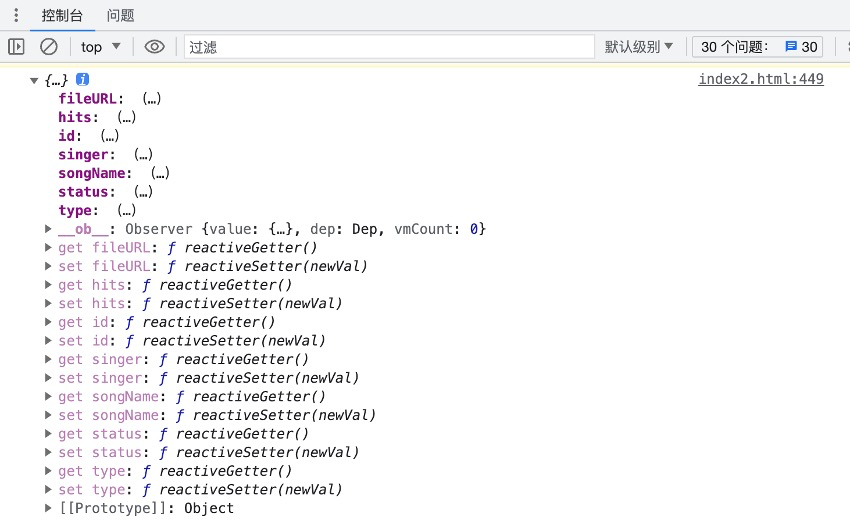 控制台 问题
top 过滤 默认级别 30 个问题: 30
{…} i index2.html:449
fileURL: (…)
hits: (…)
id: (…)
singer: (…)
songName: (…)
status: (…)
type: (…)
__ob__: Observer {value: {…}, dep: Dep, vmCount: 0}
get fileURL: ƒ reactiveGetter()
set fileURL: ƒ reactiveSetter(newVal)
get hits: ƒ reactiveGetter()
set hits: ƒ reactiveSetter(newVal)
get id: ƒ reactiveGetter()
set id: ƒ reactiveSetter(newVal)
get singer: ƒ reactiveGetter()
set singer: ƒ reactiveSetter(newVal)
get songName: ƒ reactiveGetter()
set songName: ƒ reactiveSetter(newVal)
get status: ƒ reactiveGetter()
set status: ƒ reactiveSetter(newVal)
get type: ƒ reactiveGetter()
set type: ƒ reactiveSetter(newVal)
[[Prototype]]: Object